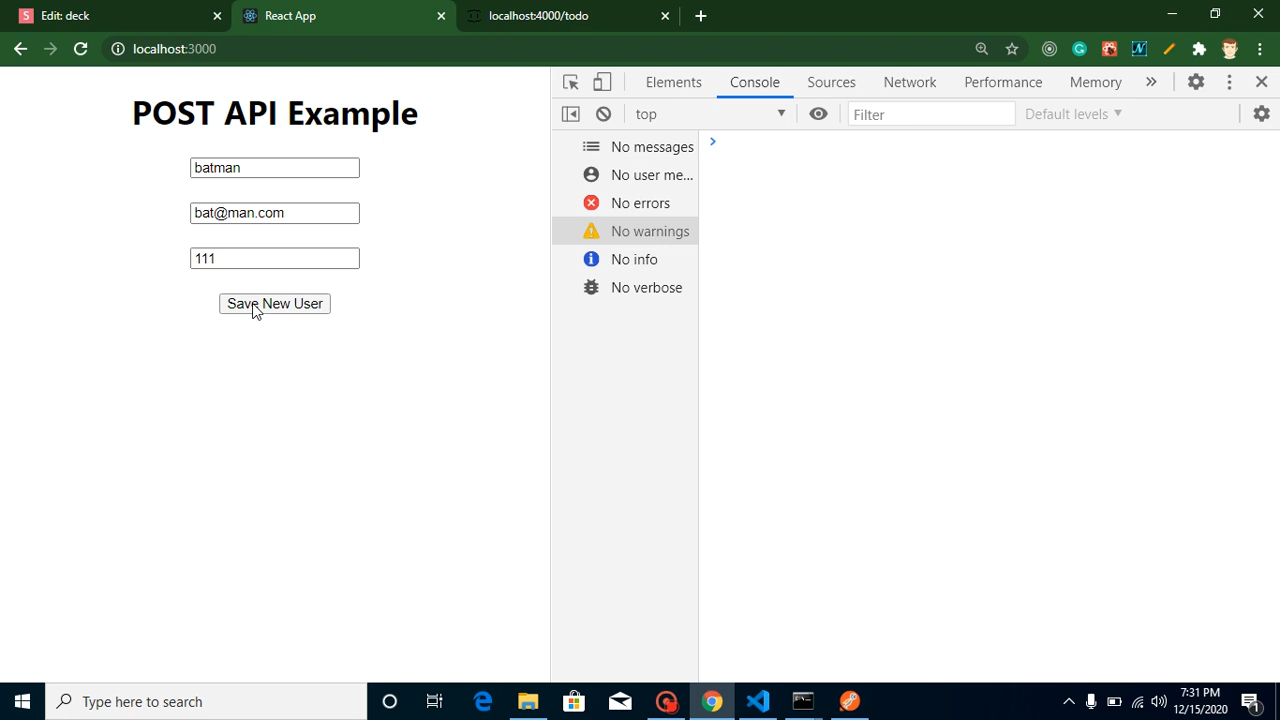 Edit: deck
React App
localhost:4000/todo
localhost:3000
POST API Example
batman
bat@man.com
111
Save New User
Elements Console Sources Network Performance Memory
top Filter Default levels
No messages
No user me...
No errors
No warnings
No info
No verbose
Type here to search
7:31 PM
12/15/2020